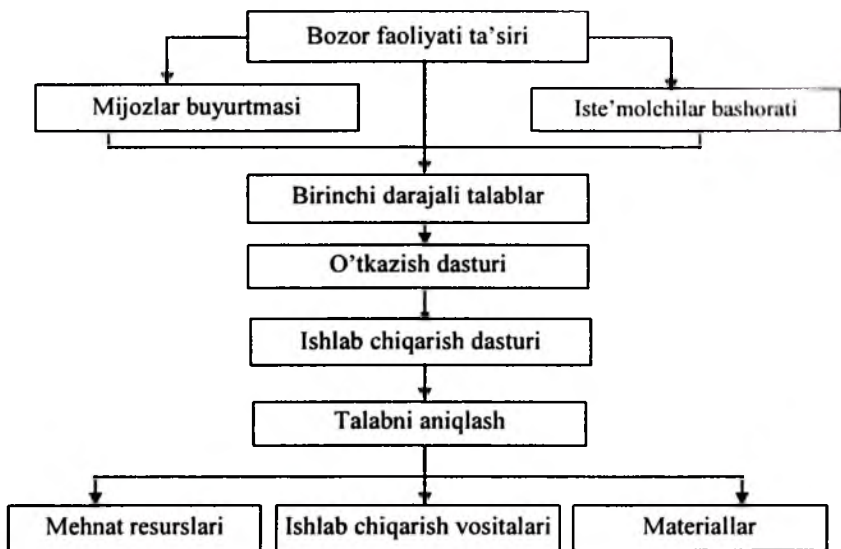 Bozor faoliyati ta’siri
Mijozlar buyurtmasi
Iste’molchilar bashorati
Birinchi darajali talablar
O’tkazish dasturi
Ishlab chiqarish dasturi
Talabni aniqlash
Mehnat resurslari
Ishlab chiqarish vositalari
Materiallar